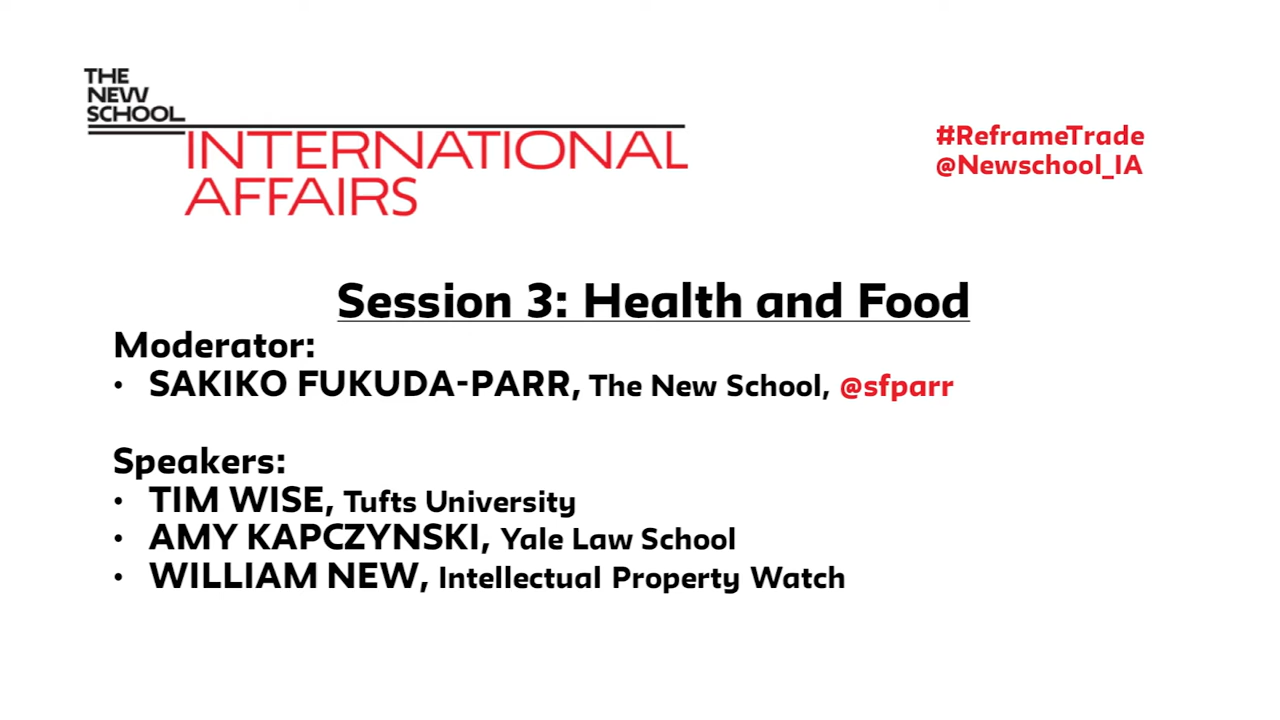 THE
NEW
SCHOOL
INTERNATIONAL
AFFAIRS
#ReframeTrade
@Newschool_IA
Session 3: Health and Food
Moderator:
• SAKIKO FUKUDA-PARR, The New School, @sfparr
Speakers:
• TIM WISE, Tufts University
• AMY KAPCZYNSKI, Yale Law School
• WILLIAM NEW, Intellectual Property Watch